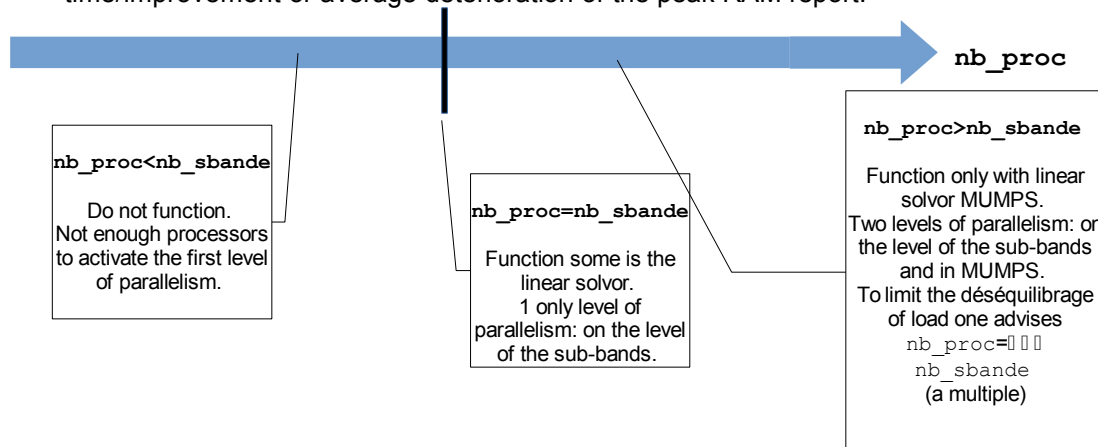 time/improvement or average deterioration of the peak RAM report.
nb_proc
nb_proc<nb_sbande
Do not function.
Not enough processors
to activate the first level
of parallelism.
nb_proc=nb_sbande
Function some is the
linear solvor.
1 only level of
parallelism: on the level
of the sub-bands.
nb_proc>nb_sbande
Function only with linear
solvor MUMPS.
Two levels of parallelism: on
the level of the sub-bands
and in MUMPS.
To limit the déséquilibrage
of load one advises
nb_proc=
nb_sbande
(a multiple)